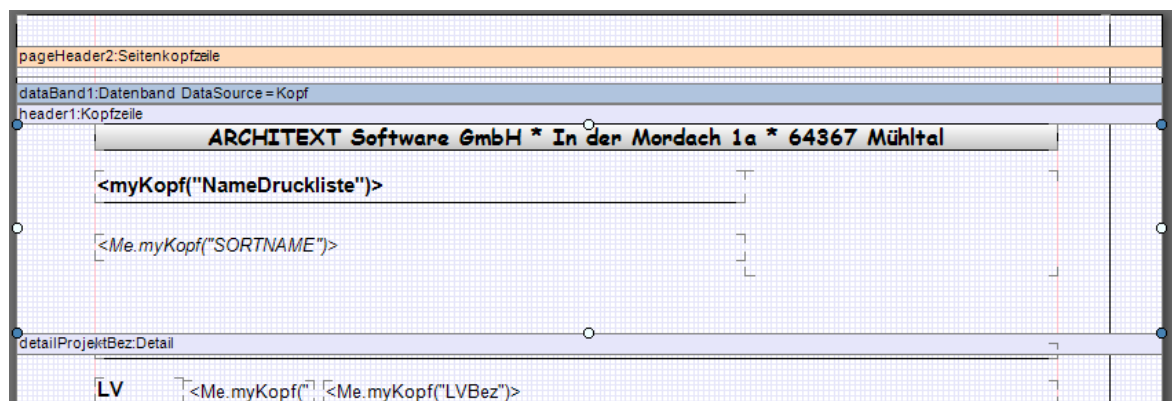 pageHeader2:Seitenkopfzeile
dataBand1:Datenband DataSource = Kopf
header1:Kopfzeile
ARCHITEXT Software GmbH * In der Mordach 1a * 64367 Mühltal
<myKopf("NameDruckliste")>
<Me.myKopf("SORTNAME")>
detailProjektBez:Detail
LV <Me.myKopf(" <Me.myKopf("LVBez")>